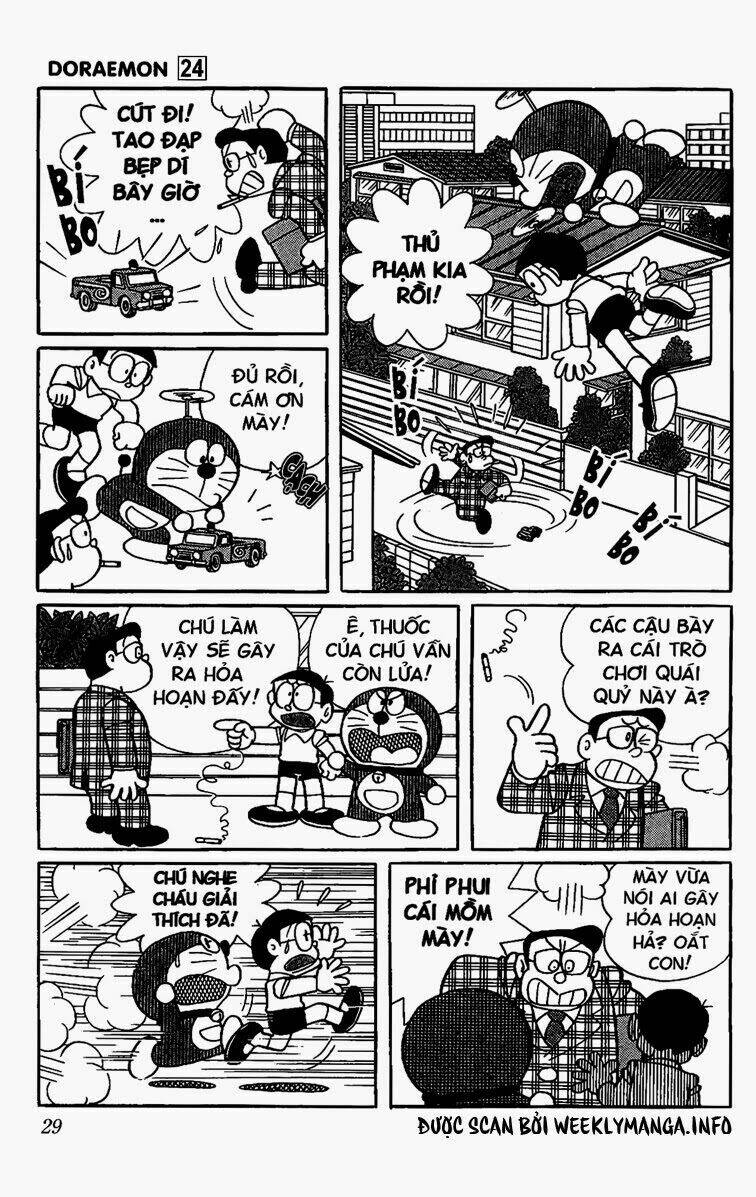 DORAEMON 24
CÚT ĐI!
TAO ĐẠP
BẸP DÍ
BÂY GIỜ
...
BÍ
BO
THỦ
PHẠM KIA
RỒI!
BÍ
BO
BÍ
BO
BÍ
BO
ĐỦ RỒI,
CÁM ƠN
MÀY!
CẠCH
CHÚ LÀM
VẬY SẼ GÂY
RA HỎA
HOẠN ĐẤY!
Ê, THUỐC
CỦA CHÚ VẪN
CÒN LỬA!
CÁC CẬU BÀY
RA CÁI TRÒ
CHƠI QUÁI
QUỶ NÀY À?
CHÚ NGHE
CHÁU GIẢI
THÍCH ĐÃ!
PHỈ PHUI
CÁI MỒM
MÀY!
MÀY VỪA
NÓI AI GÂY
HỎA HOẠN
HẢ? OẮT
CON!
29
ĐƯỢC SCAN BỞI WEEKLYMANGA.INFO